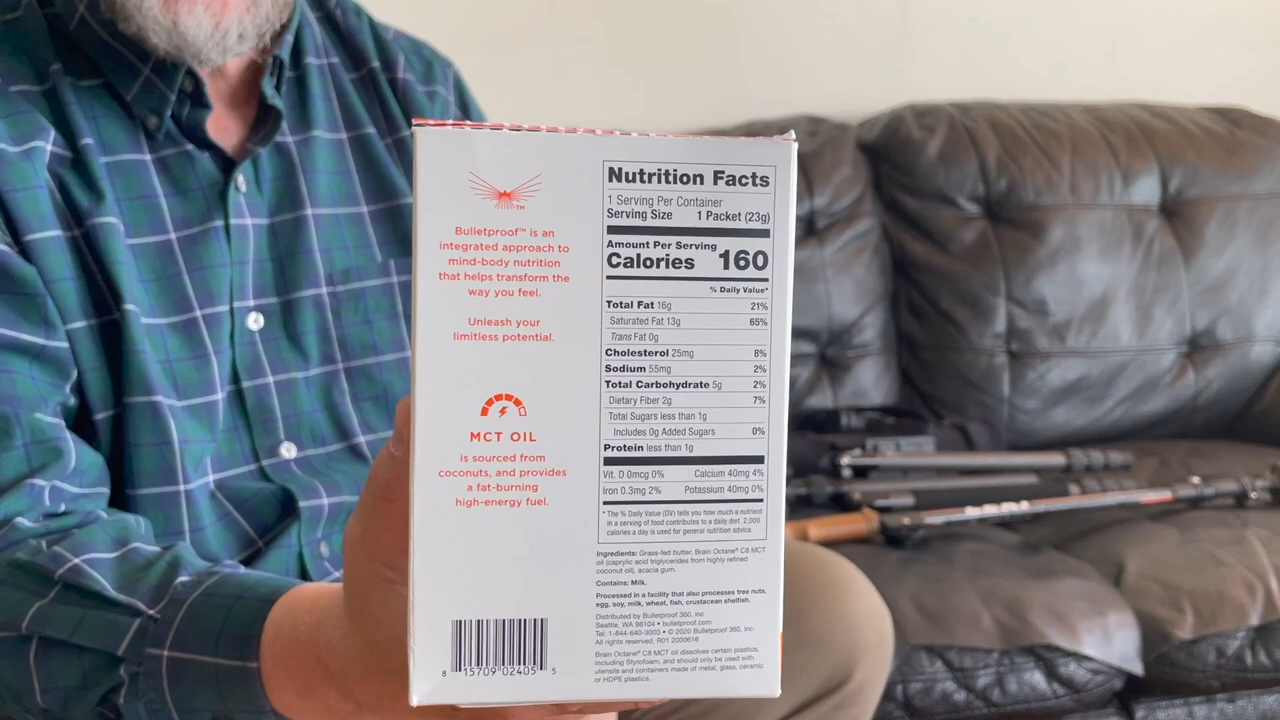 TM
Bulletproof™ is an
integrated approach to
mind-body nutrition
that helps transform the
way you feel.
Unleash your
limitless potential.
MCT OIL
is sourced from
coconuts, and provides
a fat-burning
high-energy fuel.
8 15709 02405 5
Nutrition Facts
1 Serving Per Container
Serving Size 1 Packet (23g)
Amount Per Serving
Calories 160
% Daily Value*
Total Fat 16g 21%
Saturated Fat 13g 65%
Trans Fat 0g
Cholesterol 25mg 8%
Sodium 55mg 2%
Total Carbohydrate 5g 2%
Dietary Fiber 2g 7%
Total Sugars less than 1g
Includes 0g Added Sugars 0%
Protein less than 1g
Vit. D 0mcg 0% Calcium 40mg 4%
Iron 0.3mg 2% Potassium 40mg 0%
* The % Daily Value (DV) tells you how much a nutrient
in a serving of food contributes to a daily diet. 2,000
calories a day is used for general nutrition advice.
Ingredients: Grass-fed butter, Brain Octane® C8 MCT
oil (caprylic acid triglycerides from highly refined
coconut oil), acacia gum.
Contains: Milk.
Processed in a facility that also processes tree nuts,
egg, soy, milk, wheat, fish, crustacean shelfish.
Distributed by Bulletproof 360, inc
Seattle, WA 98104 • bulletproof.com
Tel: 1-844-640-3003 • © 2020 Bulletproof 360, Inc.
All rights reserved. R01 2000616
Brain Octane® C8 MCT oil dissolves certain plastics,
including Styrofoam, and should only be used with
utensils and containers made of metal, glass, ceramic
or HDPE plastics.